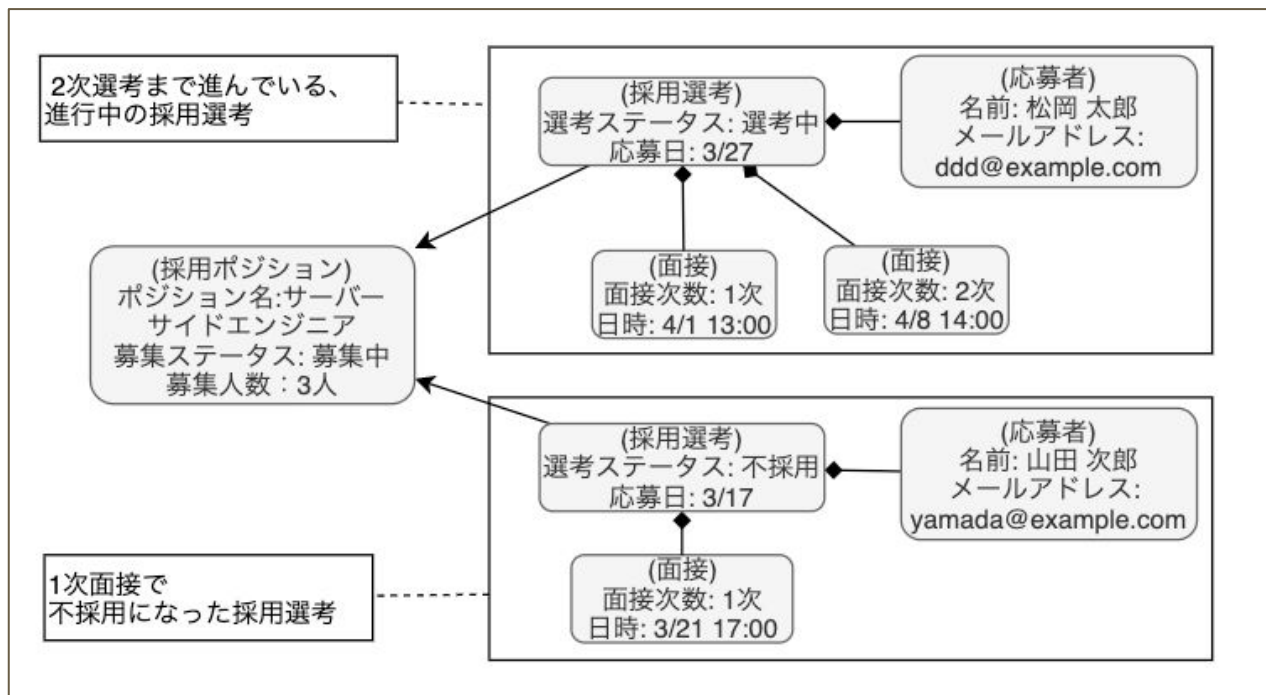 2次選考まで進んでいる、
進行中の採用選考
(採用選考)
選考ステータス: 選考中
応募日: 3/27
(応募者)
名前: 松岡 太郎
メールアドレス:
ddd@example.com
(面接)
面接次数: 1次
日時: 4/1 13:00
(面接)
面接次数: 2次
日時: 4/8 14:00
(採用ポジション)
ポジション名:サーバー
サイドエンジニア
募集ステータス: 募集中
募集人数：3人
(採用選考)
選考ステータス: 不採用
応募日: 3/17
(応募者)
名前: 山田 次郎
メールアドレス:
yamada@example.com
1次面接で
不採用になった採用選考
(面接)
面接次数: 1次
日時: 3/21 17:00